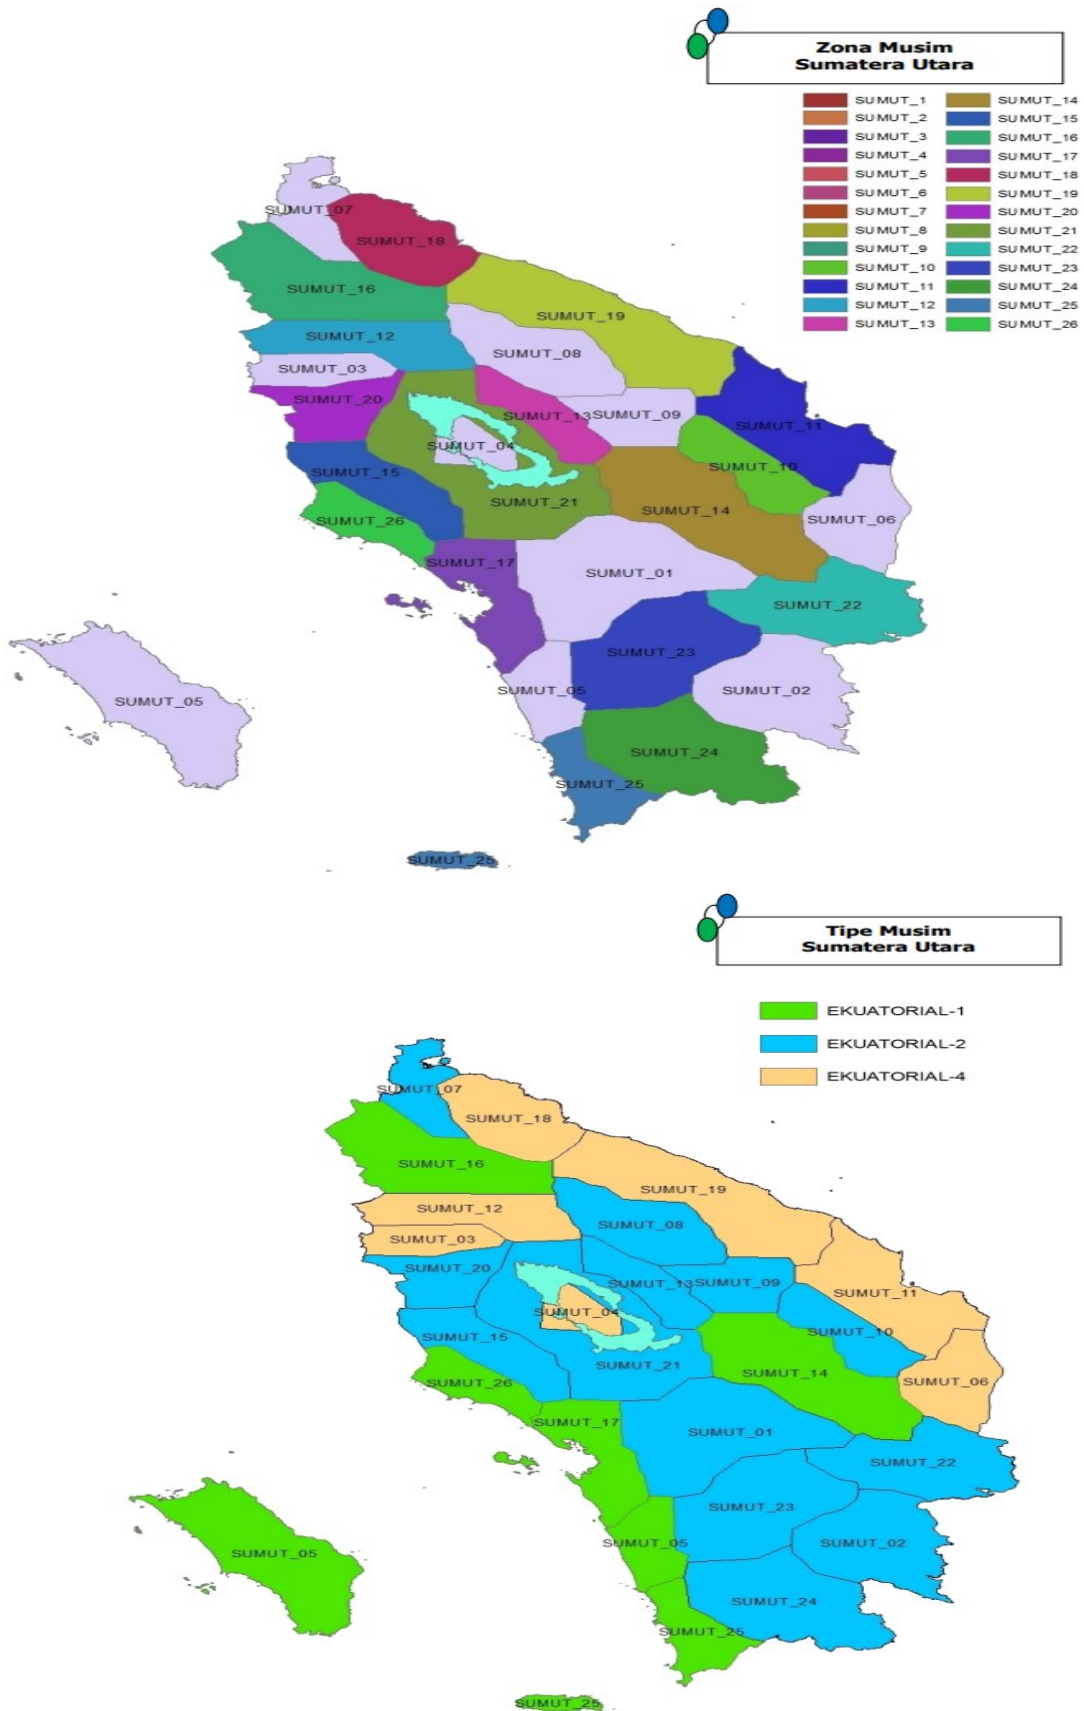 Zona Musim
Sumatera Utara
SUMUT_1
SUMUT_2
SUMUT_3
SUMUT_4
SUMUT_5
SUMUT_6
SUMUT_7
SUMUT_8
SUMUT_9
SUMUT_10
SUMUT_11
SUMUT_12
SUMUT_13
SUMUT_14
SUMUT_15
SUMUT_16
SUMUT_17
SUMUT_18
SUMUT_19
SUMUT_20
SUMUT_21
SUMUT_22
SUMUT_23
SUMUT_24
SUMUT_25
SUMUT_26
SUMUT_07
SUMUT_18
SUMUT_16
SUMUT_19
SUMUT_12
SUMUT_08
SUMUT_03
SUMUT_20
SUMUT_13
SUMUT_09
SUMUT_11
SUMUT_04
SUMUT_10
SUMUT_15
SUMUT_21
SUMUT_14
SUMUT_06
SUMUT_26
SUMUT_17
SUMUT_01
SUMUT_22
SUMUT_23
SUMUT_05
SUMUT_05
SUMUT_02
SUMUT_24
SUMUT_25
SUMUT_25
Tipe Musim
Sumatera Utara
EKUATORIAL-1
EKUATORIAL-2
EKUATORIAL-4
SUMUT_07
SUMUT_18
SUMUT_16
SUMUT_19
SUMUT_12
SUMUT_08
SUMUT_03
SUMUT_20
SUMUT_13
SUMUT_09
SUMUT_11
SUMUT_04
SUMUT_10
SUMUT_15
SUMUT_21
SUMUT_14
SUMUT_06
SUMUT_26
SUMUT_17
SUMUT_01
SUMUT_22
SUMUT_23
SUMUT_05
SUMUT_05
SUMUT_02
SUMUT_24
SUMUT_25
SUMUT_25